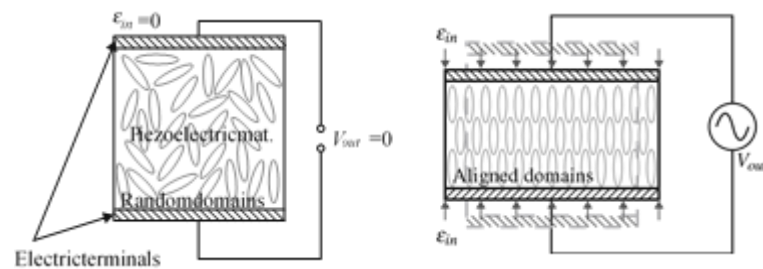 ε_in=0
Piezoelectricmat.
V_out=0
Randomdomains
Electricterminals
ε_in
Aligned domains
V_ou
ε_in